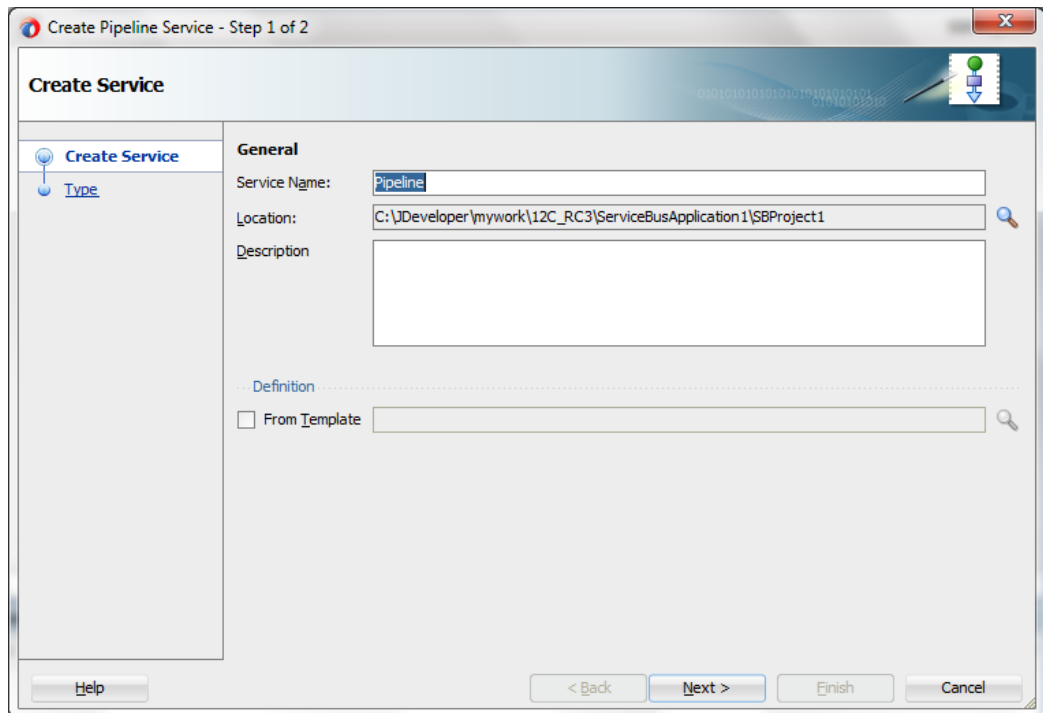 Create Pipeline Service - Step 1 of 2
Create Service
Create Service
Type
General
Service Name: Pipeline
Location: C:\JDeveloper\mywork\12C_RC3\ServiceBusApplication1\SBProject1
Description
Definition
From Template
Help < Back Next > Finish Cancel